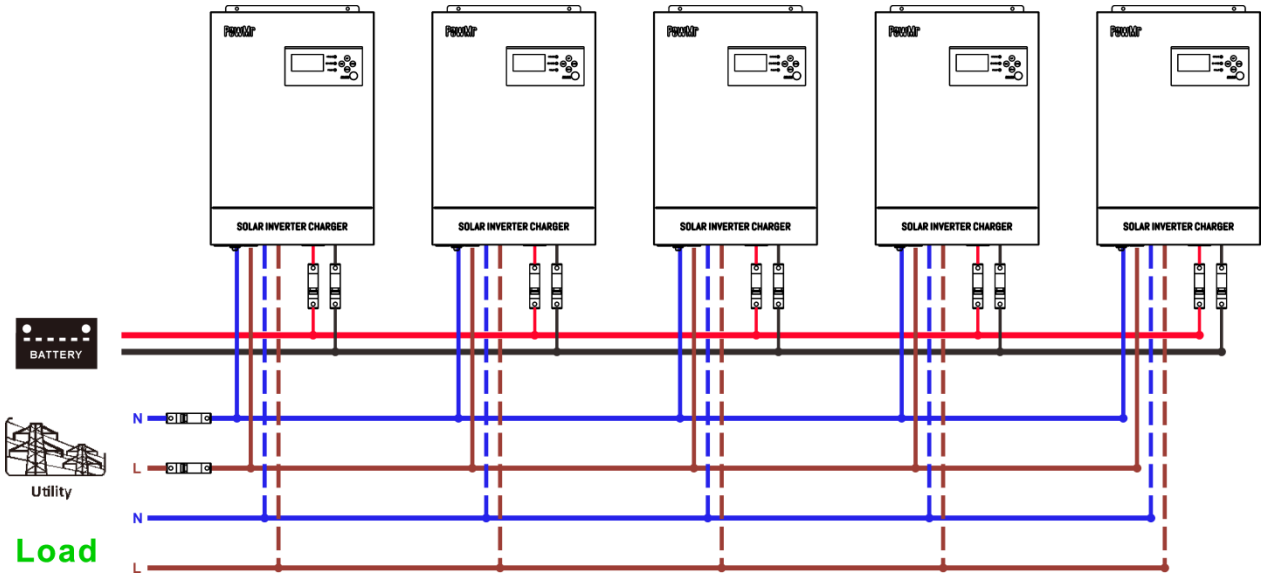 PowMr PowMr PowMr PowMr PowMr
SOLAR INVERTER CHARGER SOLAR INVERTER CHARGER SOLAR INVERTER CHARGER SOLAR INVERTER CHARGER SOLAR INVERTER CHARGER
BATTERY
N
L
Utility
N
Load
L